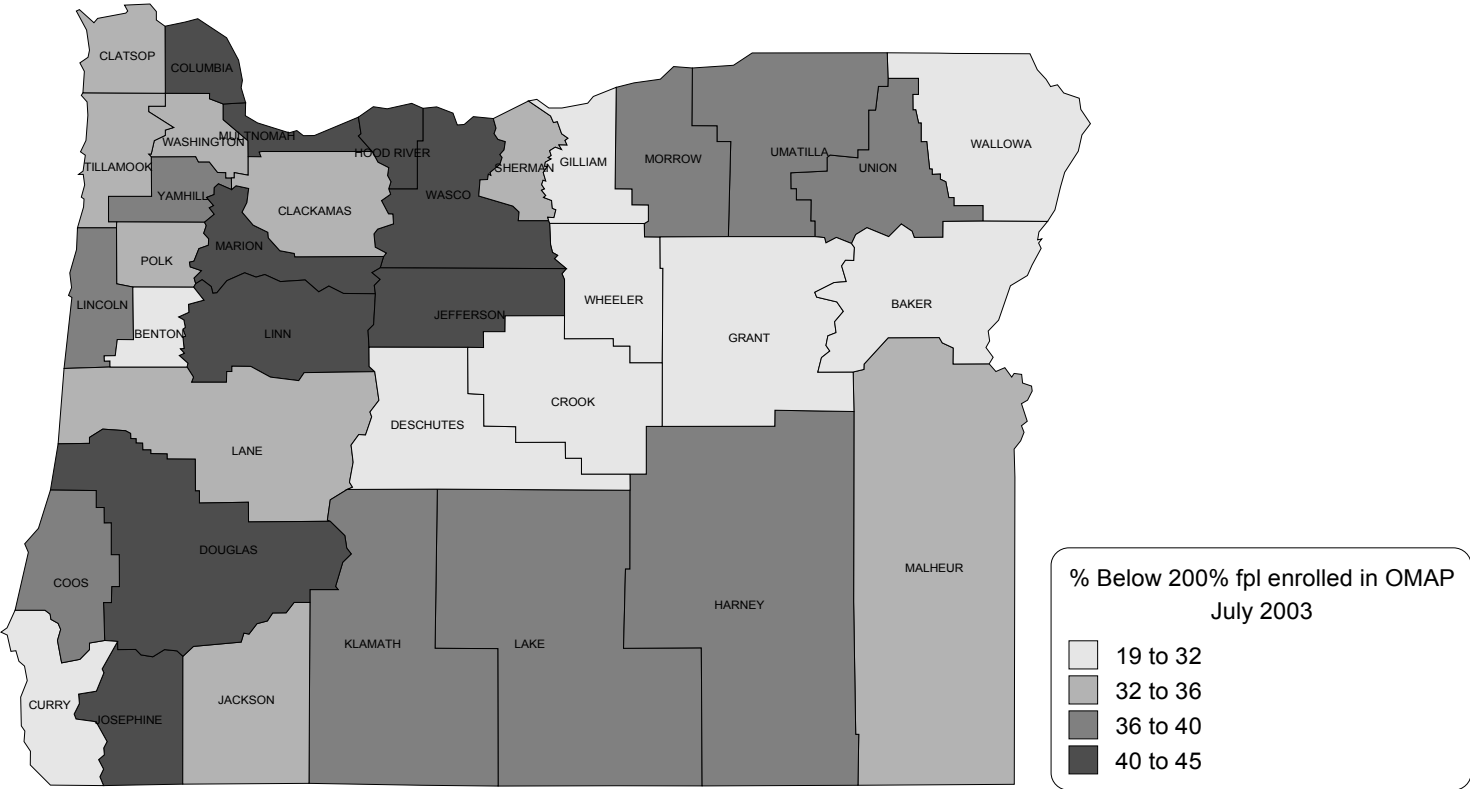 CLATSOP
COLUMBIA
MULTNOMAH
WASHINGTON
TILLAMOOK
HOOD RIVER
SHERMAN
GILLIAM
MORROW
UMATILLA
UNION
WALLOWA
YAMHILL
CLACKAMAS
WASCO
MARION
POLK
LINCOLN
BENTON
LINN
JEFFERSON
WHEELER
GRANT
BAKER
DESCHUTES
CROOK
LANE
DOUGLAS
COOS
MALHEUR
HARNEY
KLAMATH
LAKE
CURRY
JOSEPHINE
JACKSON
% Below 200% fpl enrolled in OMAP
July 2003
19 to 32
32 to 36
36 to 40
40 to 45